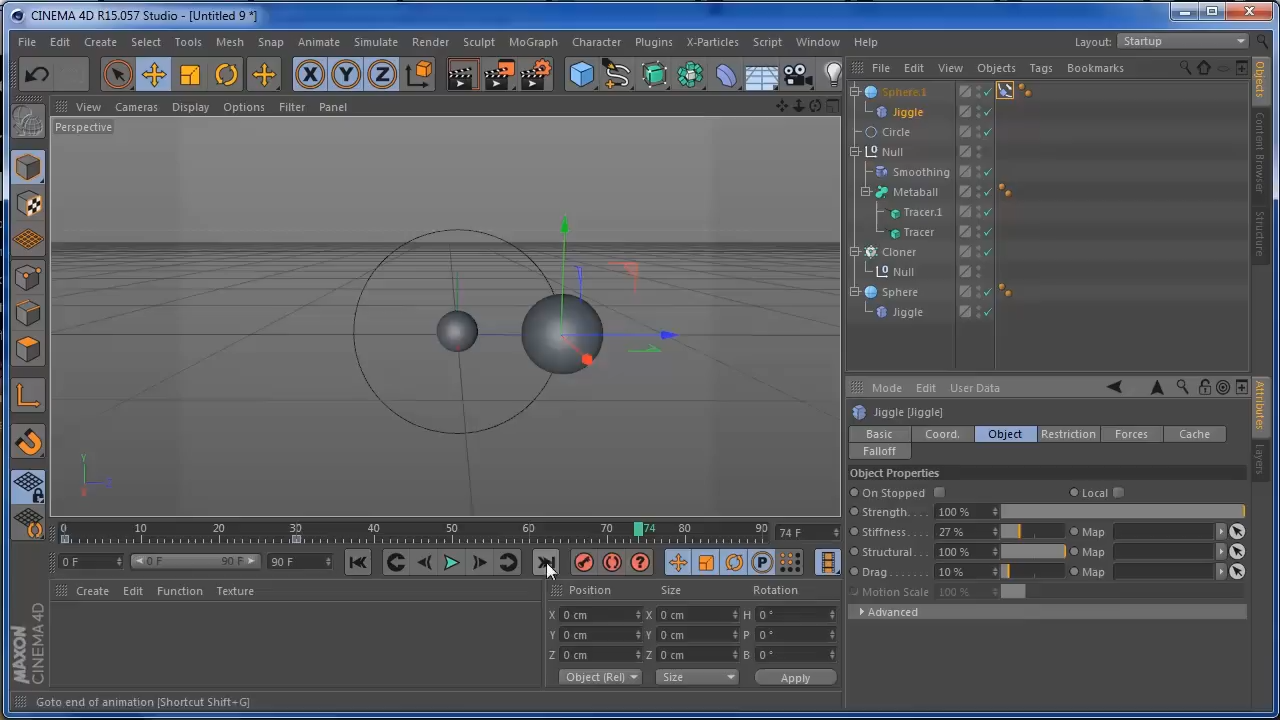 CINEMA 4D R15.057 Studio - [Untitled 9 *]
File Edit Create Select Tools Mesh Snap Animate Simulate Render Sculpt MoGraph Character Plugins X-Particles Script Window Help Layout: Startup
X Y Z
View Cameras Display Options Filter Panel
Perspective
Y
File Edit View Objects Tags Bookmarks
Sphere.1
Jiggle
Circle
Null
Smoothing
Metaball
Tracer.1
Tracer
Cloner
Null
Sphere
Jiggle
Objects
Content Browser
Structure
Mode Edit User Data
Jiggle [Jiggle]
Basic Coord. Object Restriction Forces Cache
Falloff
Object Properties
On Stopped Local
Strength. . . . 100 %
Stiffness. . . . 27 % Map
Structural. . . 100 % Map
Drag. . . . . . . 10 % Map
Motion Scale 100 %
Advanced
Attributes
Layers
0 10 20 30 40 50 60 70 74 80 90 74 F
0 F 0 F 90 F 90 F
Create Edit Function Texture
Position Size Rotation
X 0 cm X 0 cm H 0 °
Y 0 cm Y 0 cm P 0 °
Z 0 cm Z 0 cm B 0 °
Object (Rel) Size Apply
MAXON
CINEMA 4D
Goto end of animation [Shortcut Shift+G]